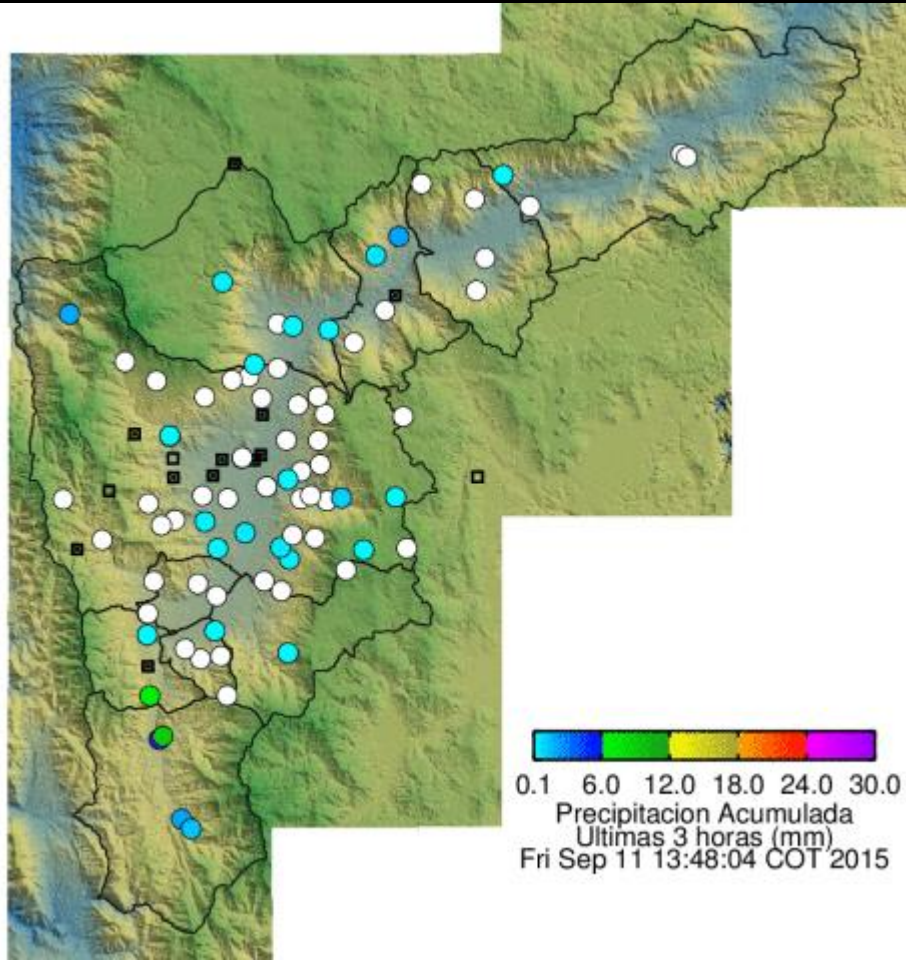 0.1 6.0 12.0 18.0 24.0 30.0
Precipitacion Acumulada
Ultimas 3 horas (mm)
Fri Sep 11 13:48:04 COT 2015